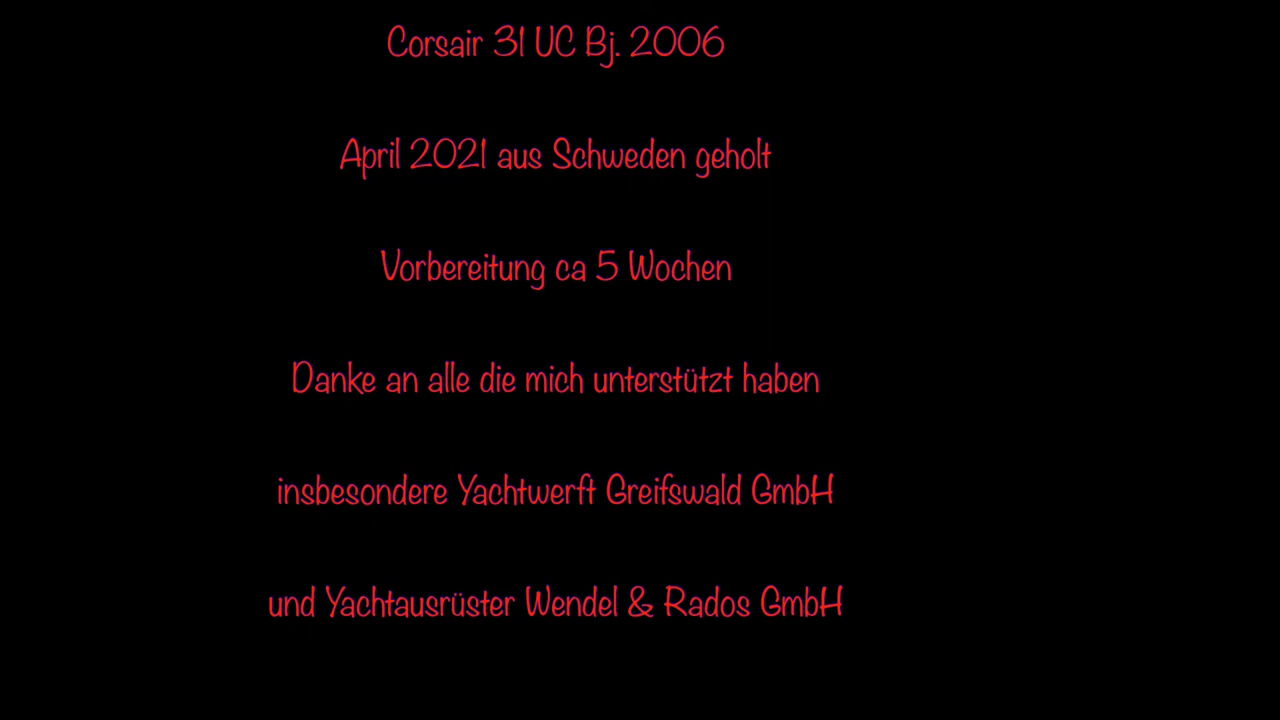 Corsair 31 UC Bj. 2006
April 2021 aus Schweden geholt
Vorbereitung ca 5 Wochen
Danke an alle die mich unterstützt haben
insbesondere Yachtwerft Greifswald GmbH
und Yachtausrüster Wendel & Rados GmbH